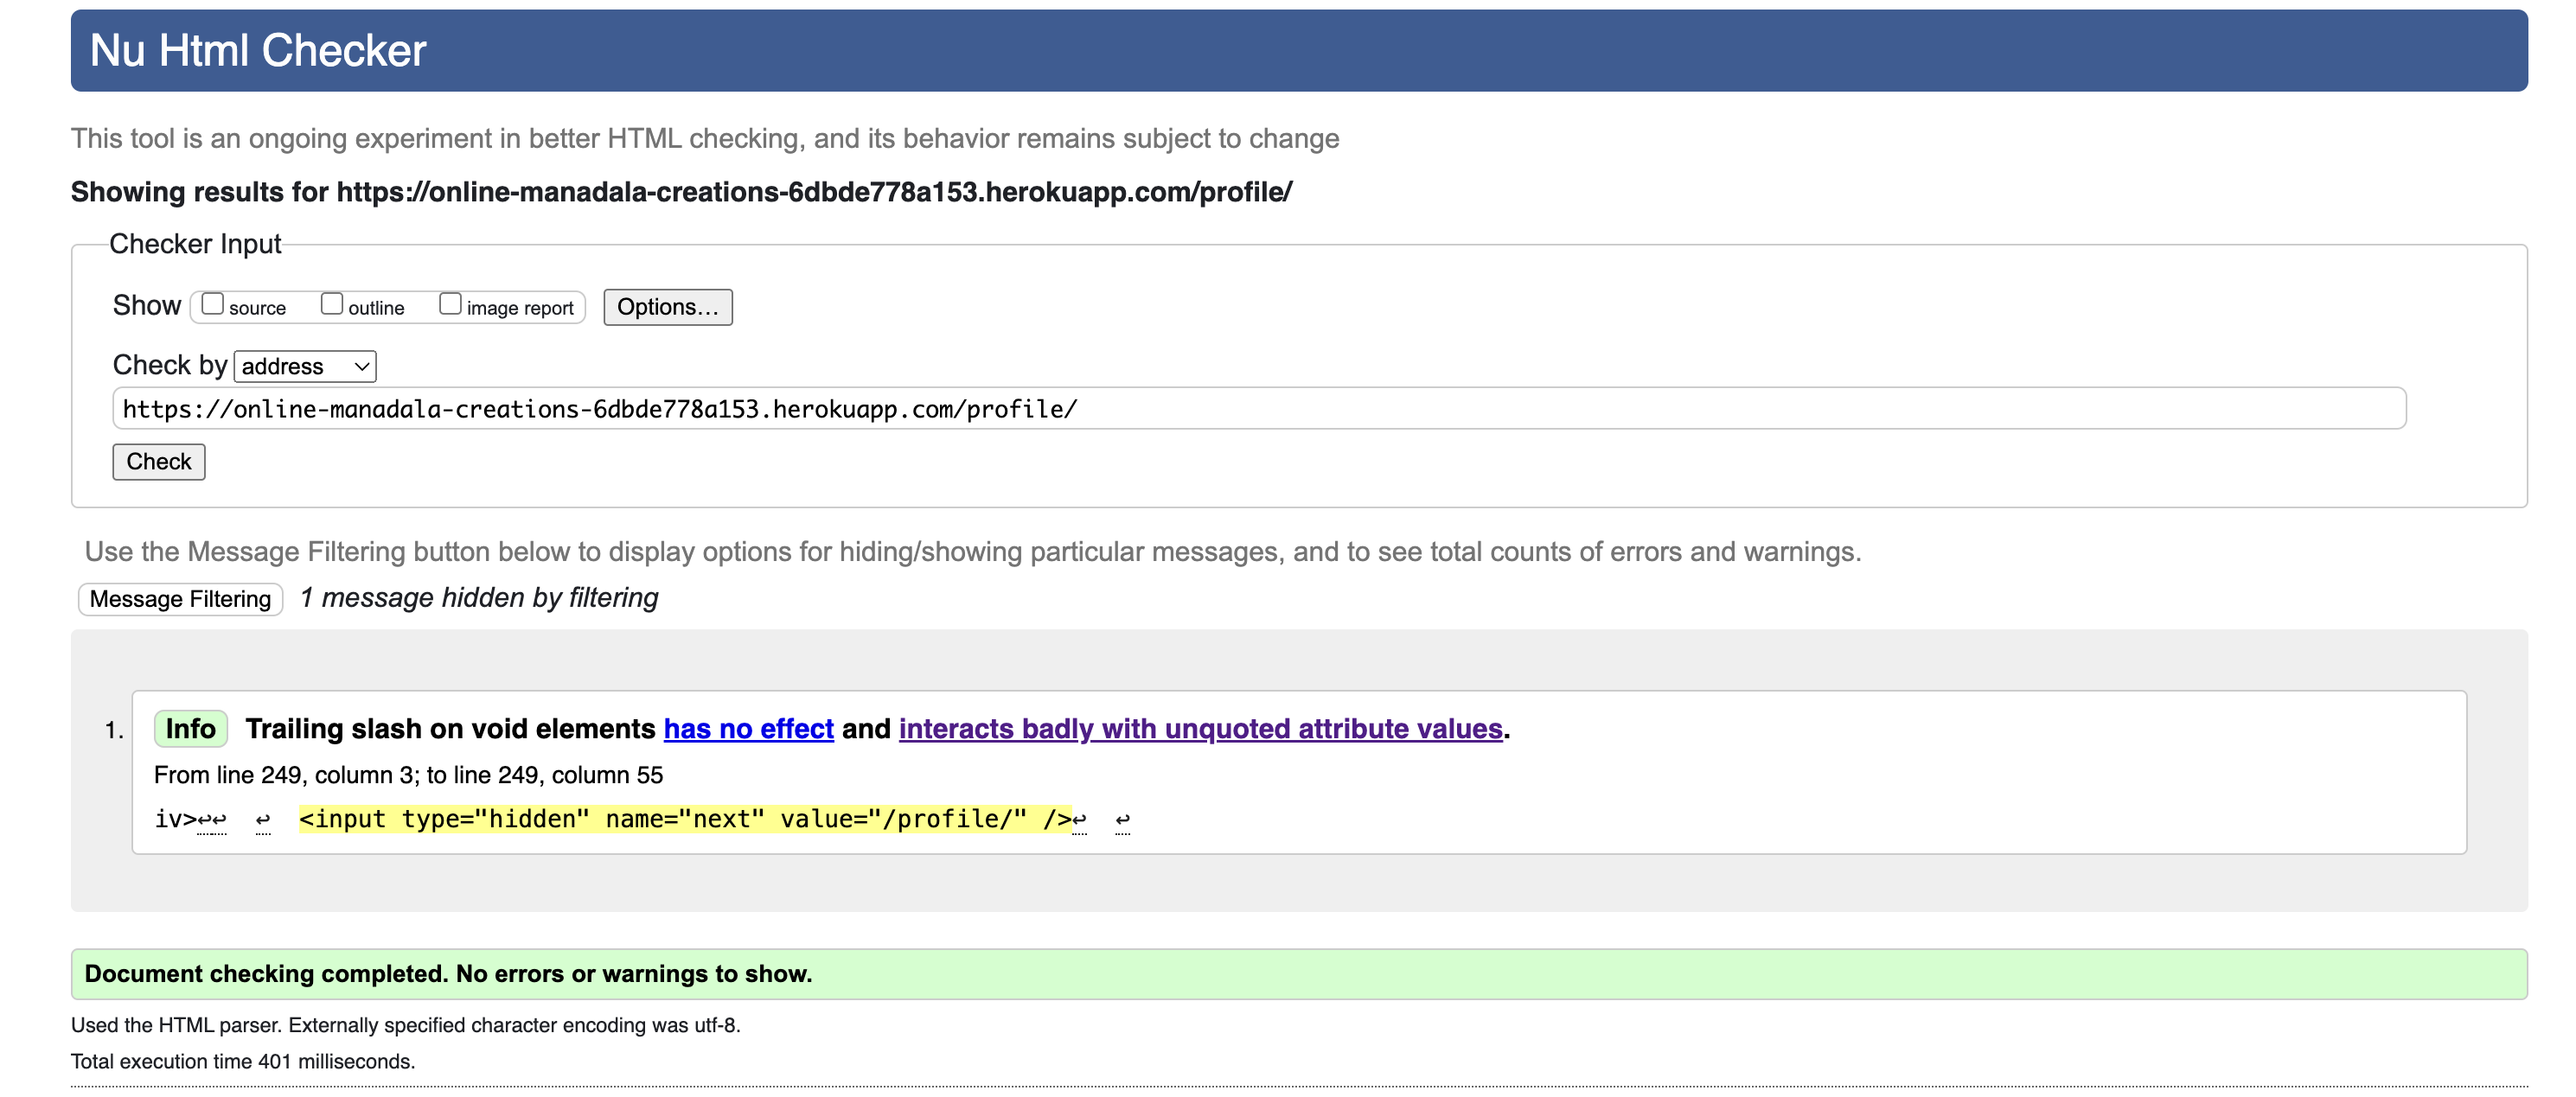 Nu Html Checker
This tool is an ongoing experiment in better HTML checking, and its behavior remains subject to change
Showing results for https://online-manadala-creations-6dbde778a153.herokuapp.com/profile/
Checker Input
Show source outline image report Options...
Check by address
https://online-manadala-creations-6dbde778a153.herokuapp.com/profile/
Check
Use the Message Filtering button below to display options for hiding/showing particular messages, and to see total counts of errors and warnings.
Message Filtering 1 message hidden by filtering
1. Info Trailing slash on void elements has no effect and interacts badly with unquoted attribute values.
From line 249, column 3; to line 249, column 55
iv>↩↩ ↩ <input type="hidden" name="next" value="/profile/" />↩ ↩
Document checking completed. No errors or warnings to show.
Used the HTML parser. Externally specified character encoding was utf-8.
Total execution time 401 milliseconds.